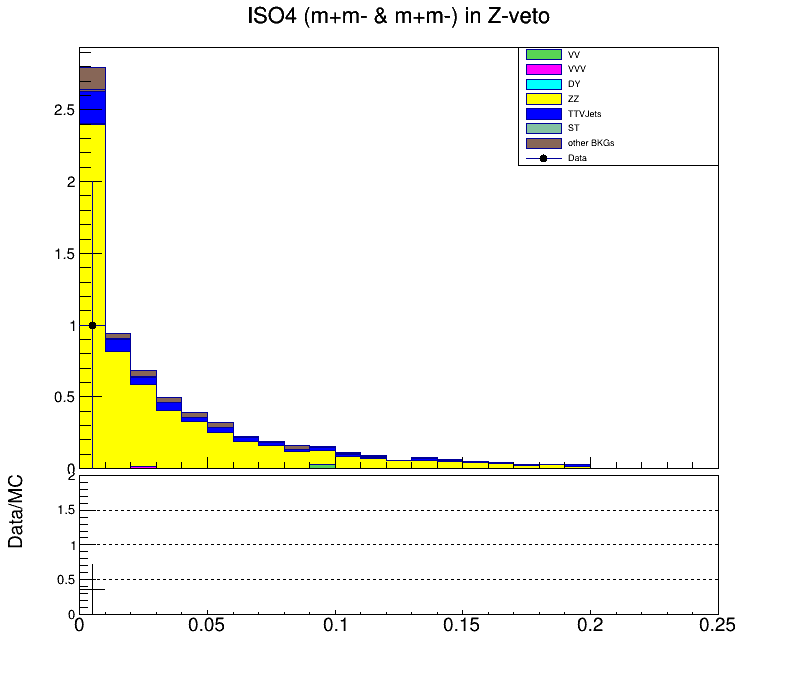 ISO4 (m+m- & m+m-) in Z-veto
VV
VVV
DY
ZZ
TTVJets
ST
other BKGs
Data
2.5
2
1.5
1
0.5
0
Data/MC
2
1.5
1
0.5
0
0 0.05 0.1 0.15 0.2 0.25